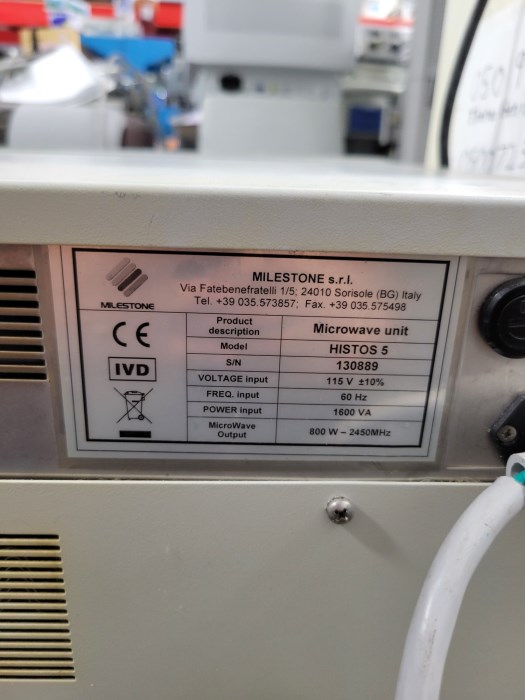 MILESTONE
MILESTONE s.r.l.
Via Fatebenefratelli 1/5; 24010 Sorisole (BG) Italy
Tel. +39 035.573857; Fax. +39 035.575498
CE
IVD
Product description Microwave unit
Model HISTOS 5
S/N 130889
VOLTAGE input 115 V ±10%
FREQ. input 60 Hz
POWER input 1600 VA
MicroWave Output 800 W – 2450MHz